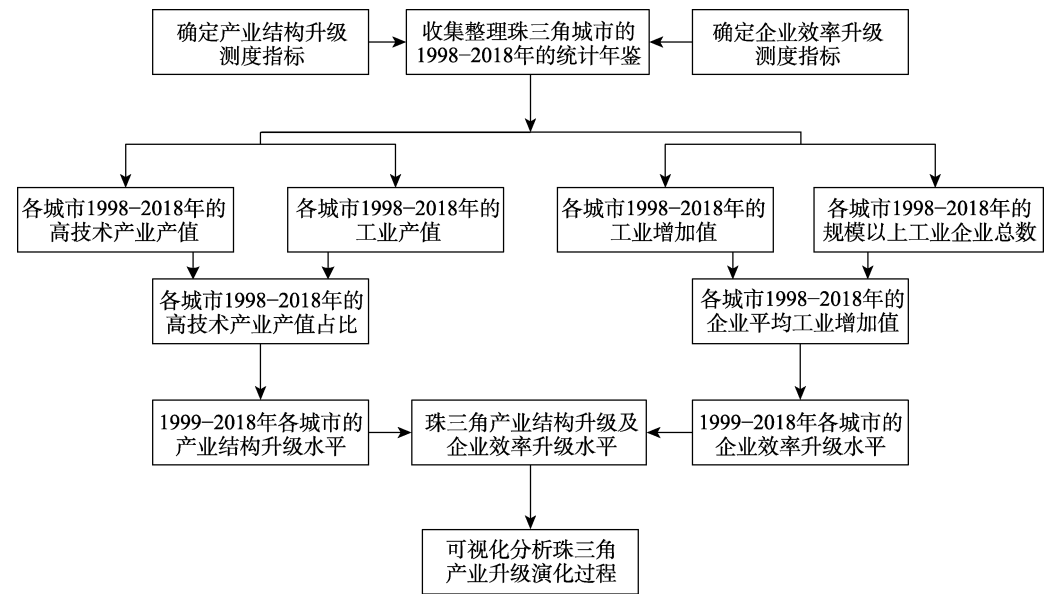 确定产业结构升级
测度指标
收集整理珠三角城市的
1998−2018年的统计年鉴
确定企业效率升级
测度指标
各城市1998−2018年的
高技术产业产值
各城市1998−2018年的
工业产值
各城市1998−2018年的
工业增加值
各城市1998−2018年的
规模以上工业企业总数
各城市1998−2018年的
高技术产业产值占比
各城市1998−2018年的
企业平均工业增加值
1999−2018年各城市的
产业结构升级水平
珠三角产业结构升级及
企业效率升级水平
1999−2018年各城市的
企业效率升级水平
可视化分析珠三角
产业升级演化过程